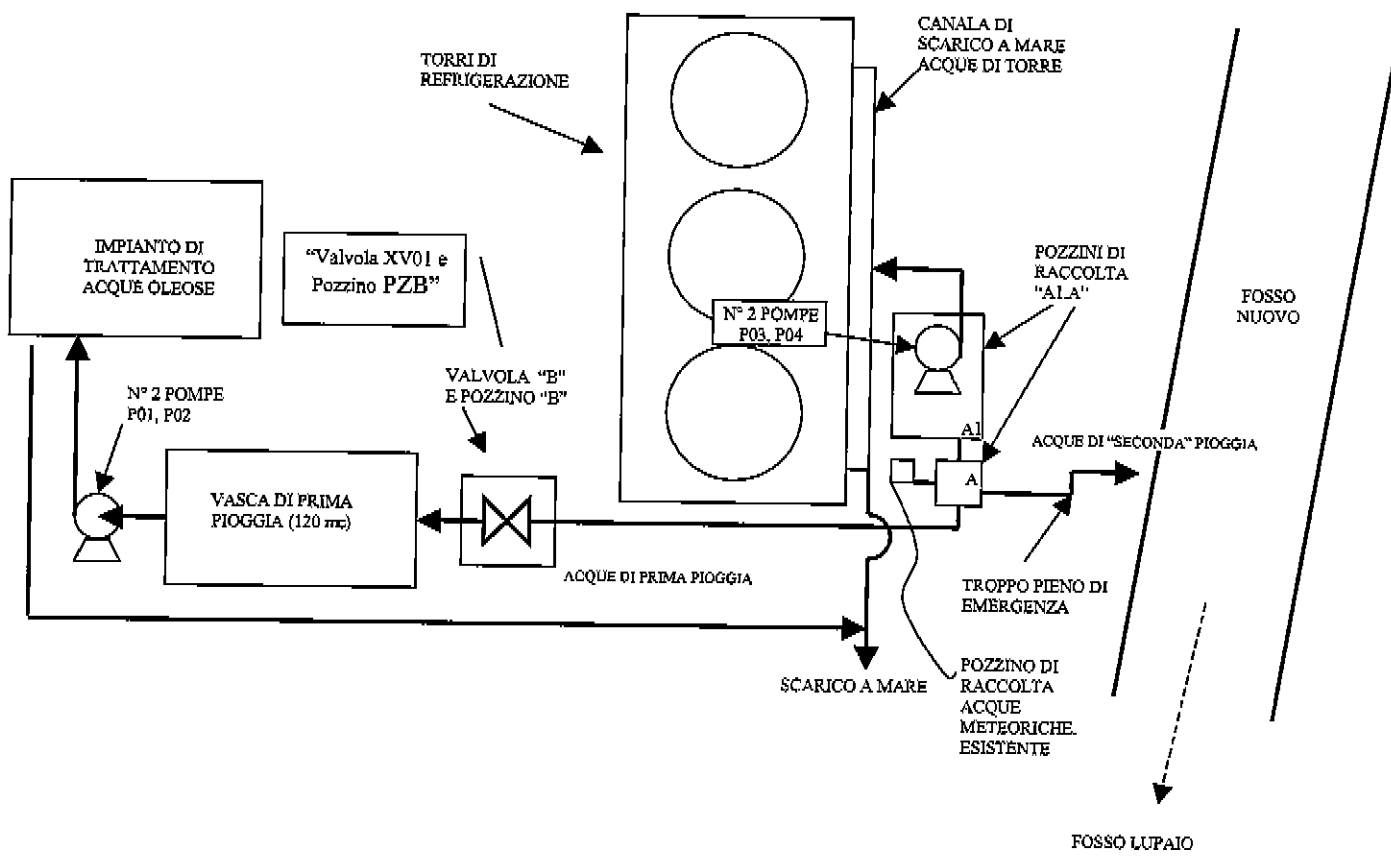 CANALA DI
SCARICO A MARE
ACQUE DI TORRE
TORRI DI
REFRIGERAZIONE
IMPIANTO DI
TRATTAMENTO
ACQUE OLEOSE
“Valvola XV01 e
Pozzino PZB”
POZZINI DI
RACCOLTA
"A1A"
FOSSO
NUOVO
N° 2 POMPE
P03, P04
VALVOLA "B"
E POZZINO "B"
N° 2 POMPE
P01, P02
A1
ACQUE DI "SECONDA" PIOGGIA
A
VASCA DI PRIMA
PIOGGIA (120 mc)
ACQUE DI PRIMA PIOGGIA
TROPPO PIENO DI
EMERGENZA
SCARICO A MARE
POZZINO DI
RACCOLTA
ACQUE
METEORICHE.
ESISTENTE
FOSSO LUPAIO